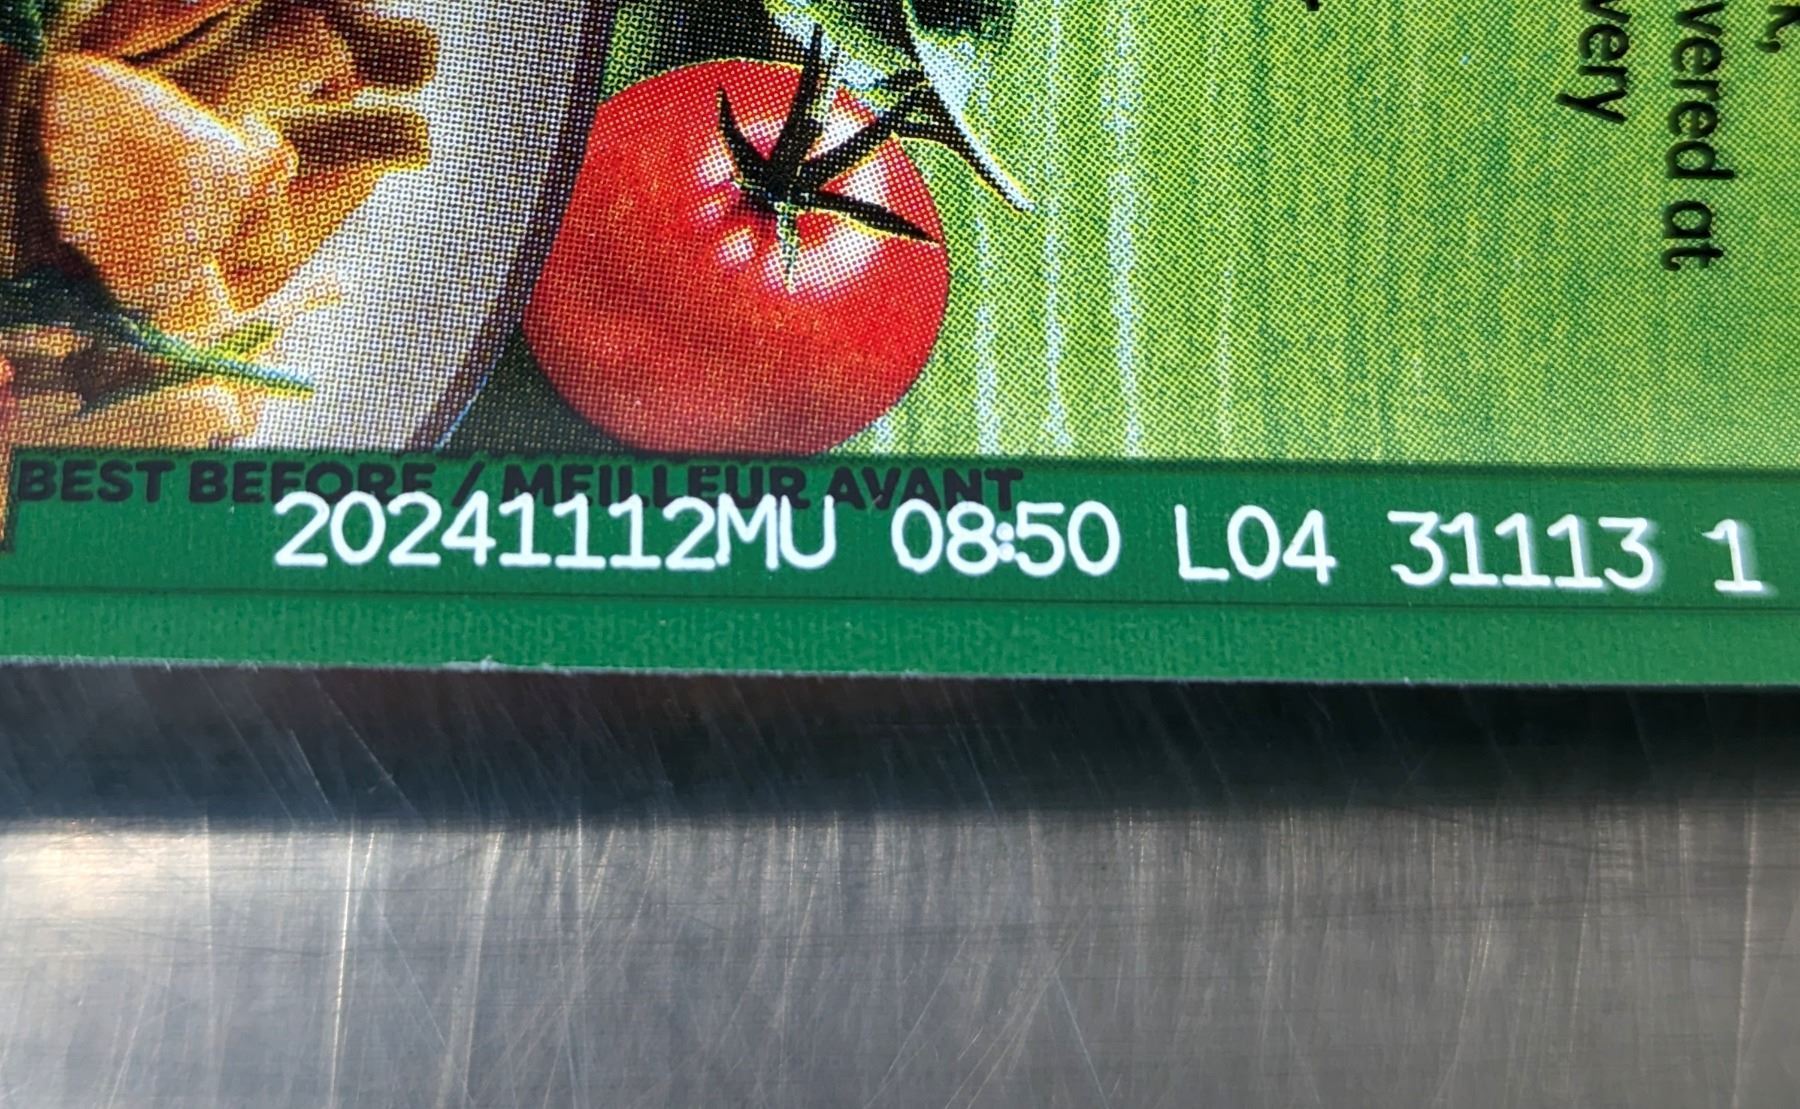 k,
vered at
very
BEST BEFORE / MEILLEUR AVANT
20241112MU 08:50 L04 31113 1